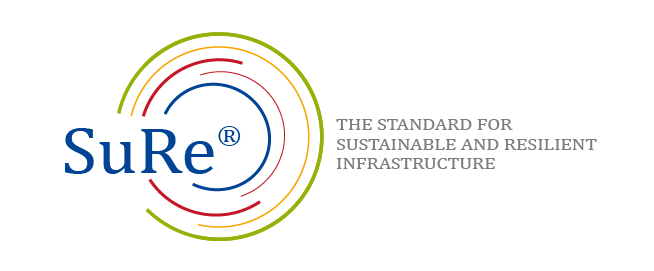 SuRe®
THE STANDARD FOR
SUSTAINABLE AND RESILIENT
INFRASTRUCTURE